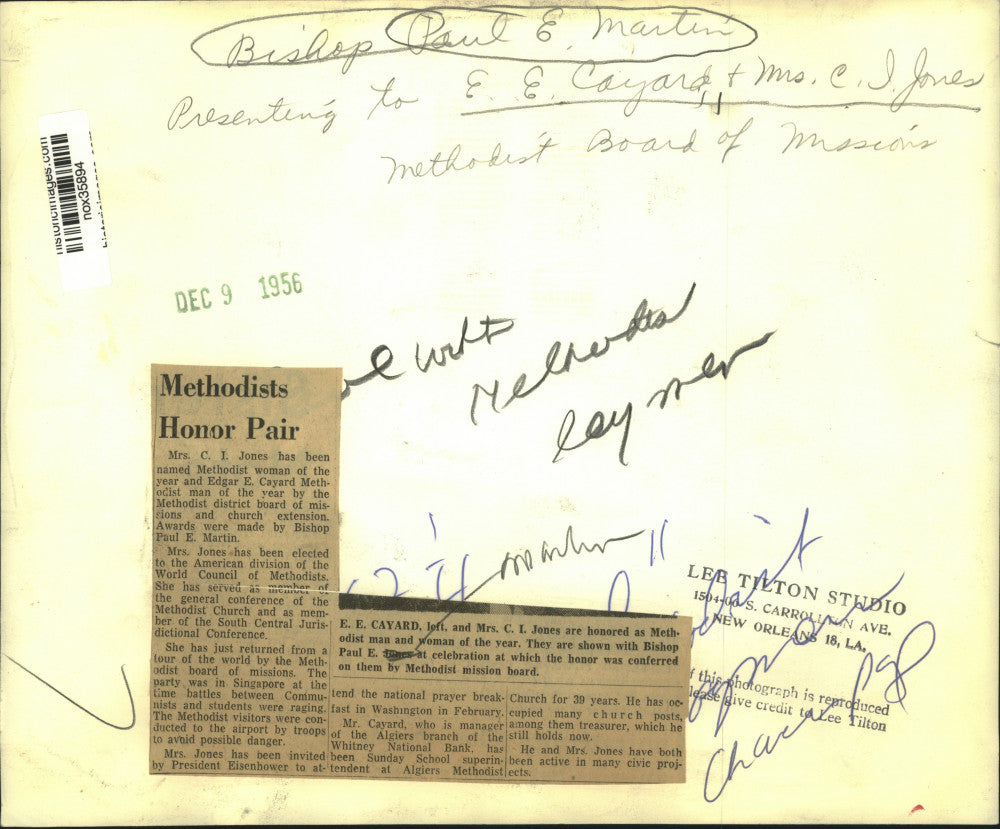 Bishop Paul E. Martin
Presenting to E. E. Cayard, + Mrs. C. I. Jones
Methodist Board of Missions
historicimages.com
nox35894
DEC 9 1956
Methodist
laymen
Martin
Methodists
Honor Pair
Mrs. C. I. Jones has been
named Methodist woman of the
year and Edgar E. Cayard Meth-
odist man of the year by the
Methodist district board of mis-
sions and church extension.
Awards were made by Bishop
Paul E. Martin.
Mrs. Jones has been elected
to the American division of the
World Council of Methodists.
She has served as member of
the general conference of the
Methodist Church and as mem-
ber of the South Central Juris-
dictional Conference.
She has just returned from a
tour of the world by the Meth-
odist board of missions. The
party was in Singapore at the
time battles between Commu-
nists and students were raging.
The Methodist visitors were con-
ducted to the airport by troops
to avoid possible danger.
Mrs. Jones has been invited
by President Eisenhower to at-
E. E. CAYARD, left, and Mrs. C. I. Jones are honored as Meth-
odist man and woman of the year. They are shown with Bishop
Paul E. Jones at celebration at which the honor was conferred
on them by Methodist mission board.
tend the national prayer break-
fast in Washington in February.
Mr. Cayard, who is manager
of the Algiers branch of the
Whitney National Bank, has
been Sunday School superin-
tendent at Algiers Methodist
Church for 39 years. He has oc-
cupied many church posts,
among them treasurer, which he
still holds now.
He and Mrs. Jones have both
been active in many civic proj-
ects.
LEE TILTON STUDIO
1504-06 S. CARROLLTON AVE.
NEW ORLEANS 18, LA.
f this photograph is reproduced
lease give credit to Lee Tilton